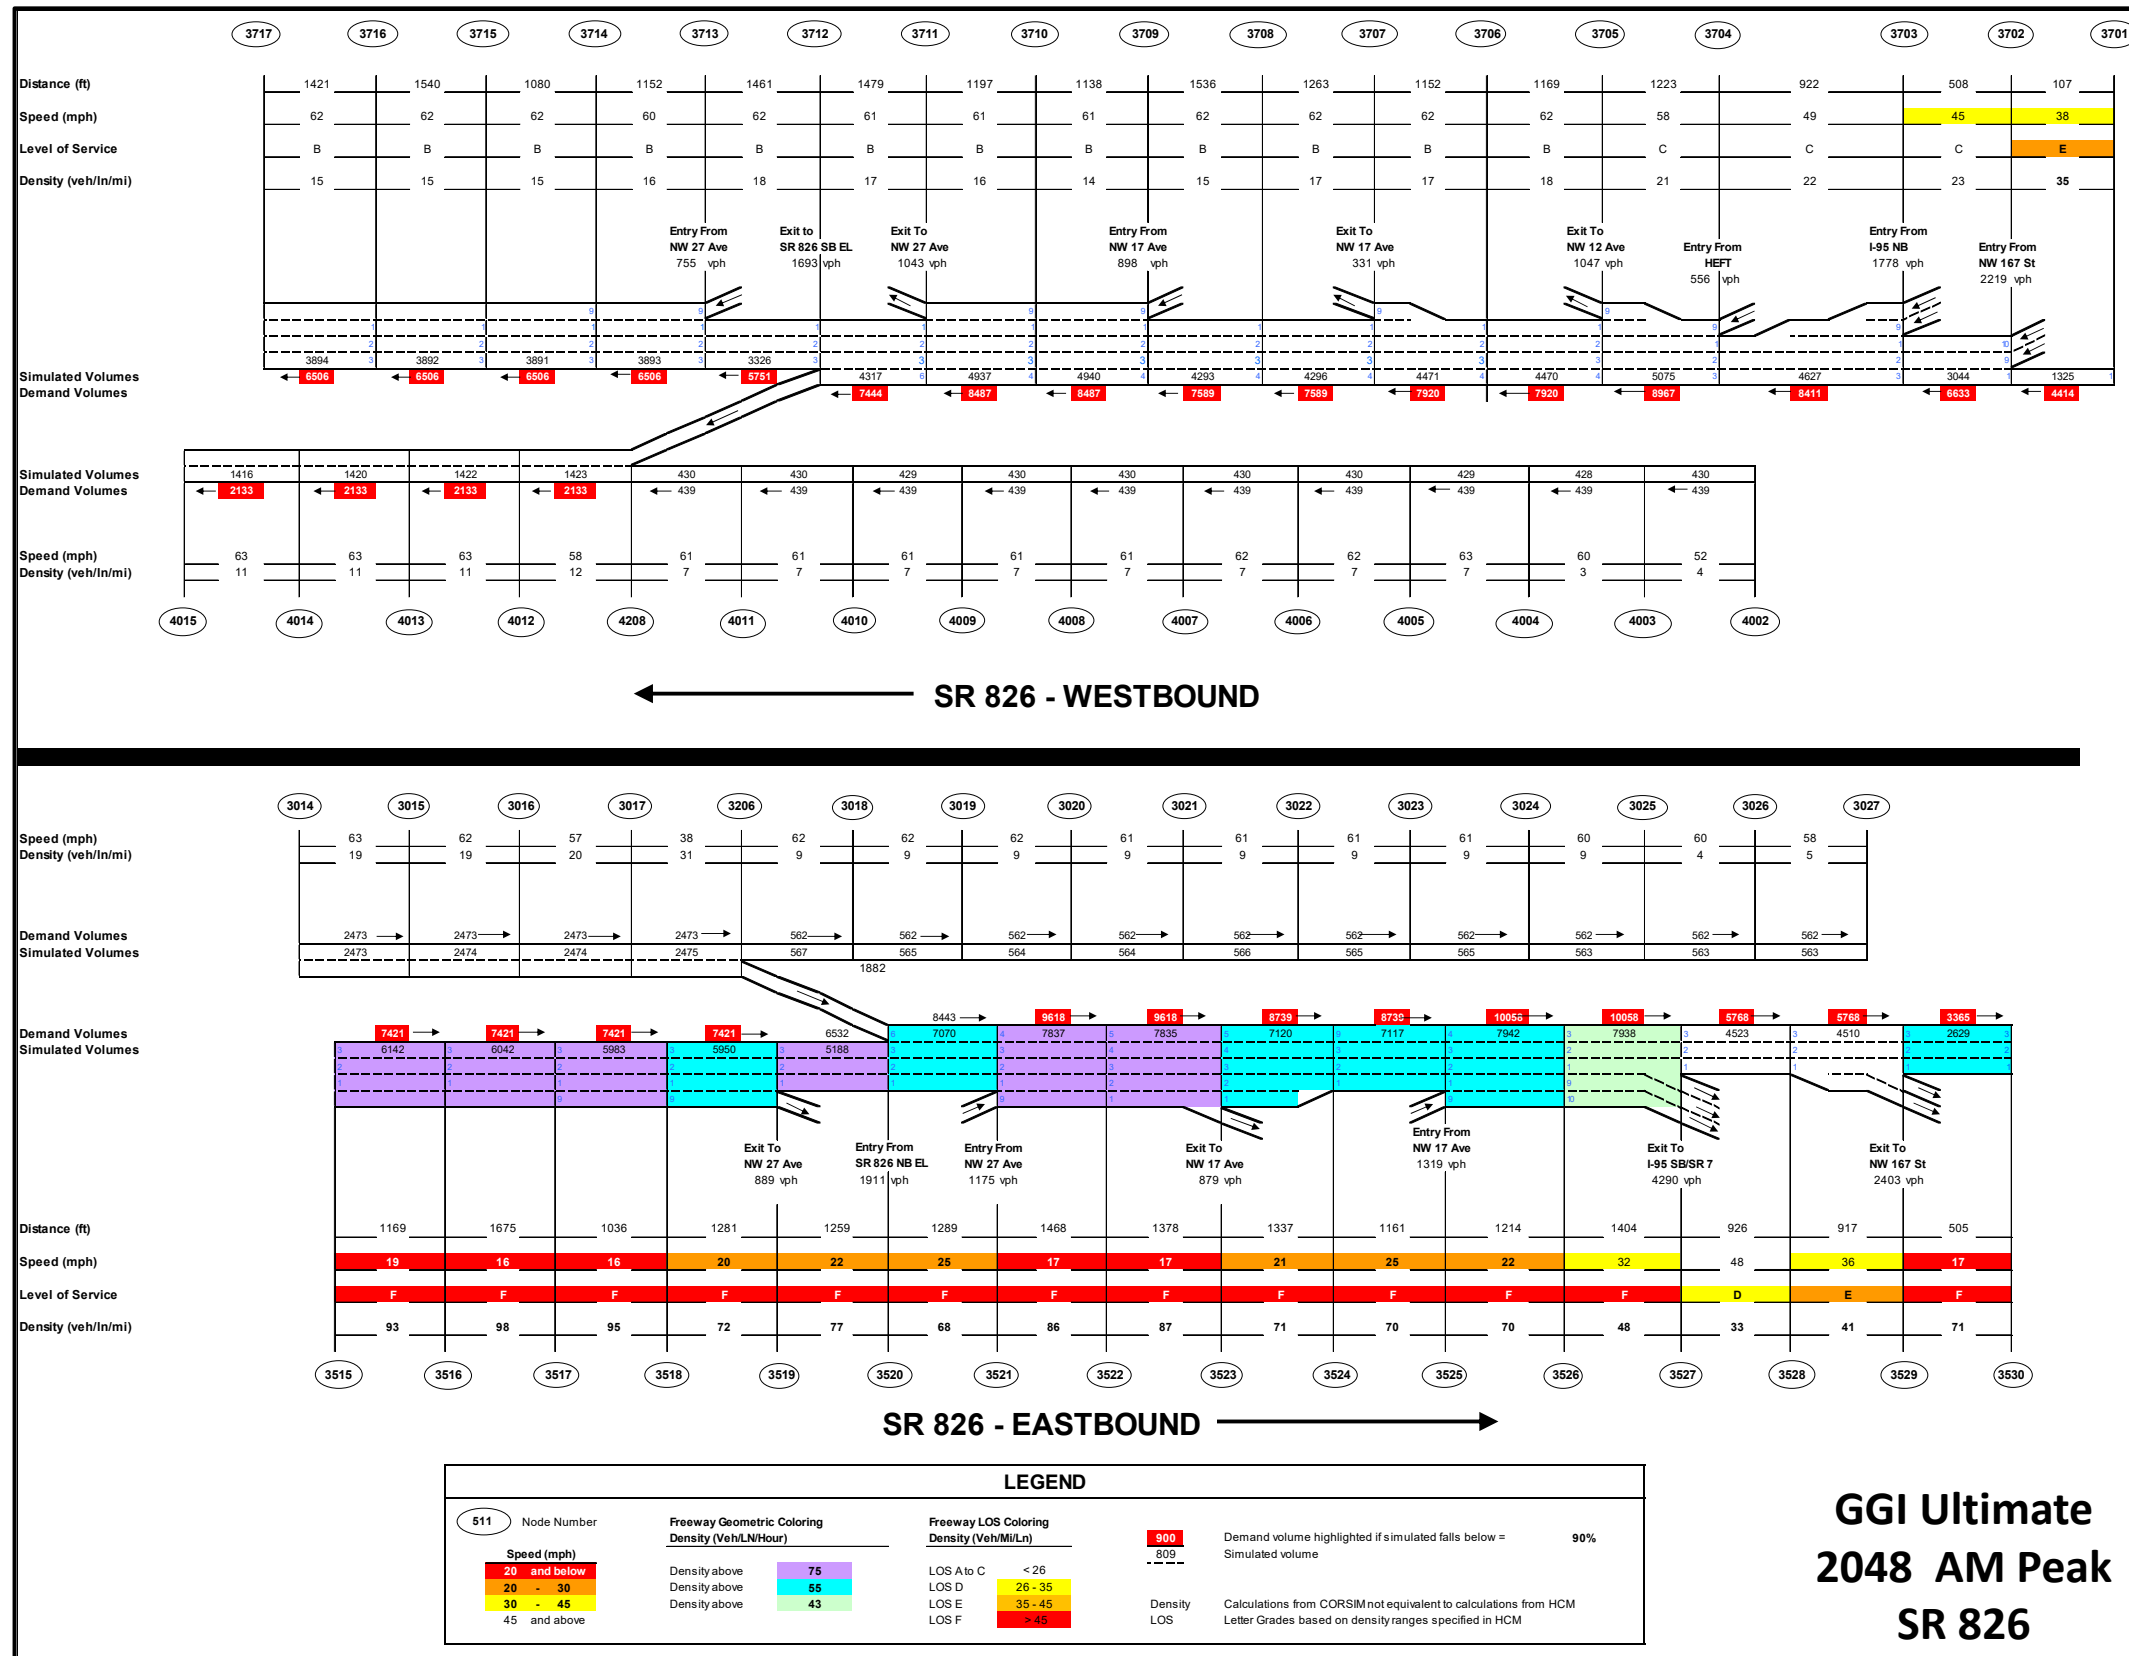 3717 3716 3715 3714 3713 3712 3711 3710 3709 3708 3707 3706 3705 3704 3703 3702 3701
Distance (ft) 1421 1540 1080 1152 1461 1479 1197 1138 1536 1263 1152 1169 1223 922 508 107
Speed (mph) 62 62 62 60 62 61 61 61 62 62 62 62 58 49 45 38
Level of Service B B B B B B B B B B B B C C C E
Density (veh/ln/mi) 15 15 15 16 18 17 16 14 15 17 17 18 21 22 23 35
Entry From NW 27 Ave 755 vph
Exit to SR 826 SB EL 1693 vph
Exit To NW 27 Ave 1043 vph
Entry From NW 17 Ave 898 vph
Exit To NW 17 Ave 331 vph
Exit To NW 12 Ave 1047 vph
Entry From HEFT 556 vph
Entry From I-95 NB 1778 vph
Entry From NW 167 St 2219 vph
3894 3892 3891 3893 3326
Simulated Volumes 6506 6506 6506 6506 5751 4317 4937 4940 4293 4296 4471 4470 5075 4627 3044 1325
Demand Volumes 7444 8487 8487 7589 7589 7920 7920 8967 8411 6633 4414
Simulated Volumes 1416 1420 1422 1423 430 430 429 430 430 430 430 429 428 430
Demand Volumes 2133 2133 2133 2133 439 439 439 439 439 439 439 439 439 439
Speed (mph) 63 63 63 58 61 61 61 61 61 62 62 63 60 52
Density (veh/ln/mi) 11 11 11 12 7 7 7 7 7 7 7 7 3 4
4015 4014 4013 4012 4208 4011 4010 4009 4008 4007 4006 4005 4004 4003 4002
SR 826 - WESTBOUND
3014 3015 3016 3017 3206 3018 3019 3020 3021 3022 3023 3024 3025 3026 3027
Speed (mph) 63 62 57 38 62 62 62 61 61 61 61 60 60 58
Density (veh/ln/mi) 19 19 20 31 9 9 9 9 9 9 9 9 4 5
Demand Volumes 2473 2473 2473 2473 562 562 562 562 562 562 562 562 562 562
Simulated Volumes 2473 2474 2474 2475 567 565 564 564 566 565 565 563 563 563
1882
8443 9618 9618 8739 8739 10056 10058 5768 5768 3365
Demand Volumes 7421 7421 7421 7421 6532 7070 7837 7835 7120 7117 7942 7938 4523 4510 2629
Simulated Volumes 6142 6042 5983 5950 5188
Exit To NW 27 Ave 889 vph
Entry From SR 826 NB EL 1911 vph
Entry From NW 27 Ave 1175 vph
Exit To NW 17 Ave 879 vph
Entry From NW 17 Ave 1319 vph
Exit To I-95 SB/SR 7 4290 vph
Exit To NW 167 St 2403 vph
Distance (ft) 1169 1675 1036 1281 1259 1289 1468 1378 1337 1161 1214 1404 926 917 505
Speed (mph) 19 16 16 20 22 25 17 17 21 25 22 32 48 36 17
Level of Service F F F F F F F F F F F F D E F
Density (veh/ln/mi) 93 98 95 72 77 68 86 87 71 70 70 48 33 41 71
3515 3516 3517 3518 3519 3520 3521 3522 3523 3524 3525 3526 3527 3528 3529 3530
SR 826 - EASTBOUND
LEGEND
511 Node Number
Speed (mph)
20 and below
20 - 30
30 - 45
45 and above
Freeway Geometric Coloring
Density (Veh/LN/Hour)
Density above 75
Density above 55
Density above 43
Freeway LOS Coloring
Density (Veh/Mi/Ln)
LOS A to C < 26
LOS D 26 - 35
LOS E 35 - 45
LOS F > 45
900 Demand volume highlighted if simulated falls below = 90%
809 Simulated volume
Density Calculations from CORSIM not equivalent to calculations from HCM
LOS Letter Grades based on density ranges specified in HCM
GGI Ultimate
2048 AM Peak
SR 826